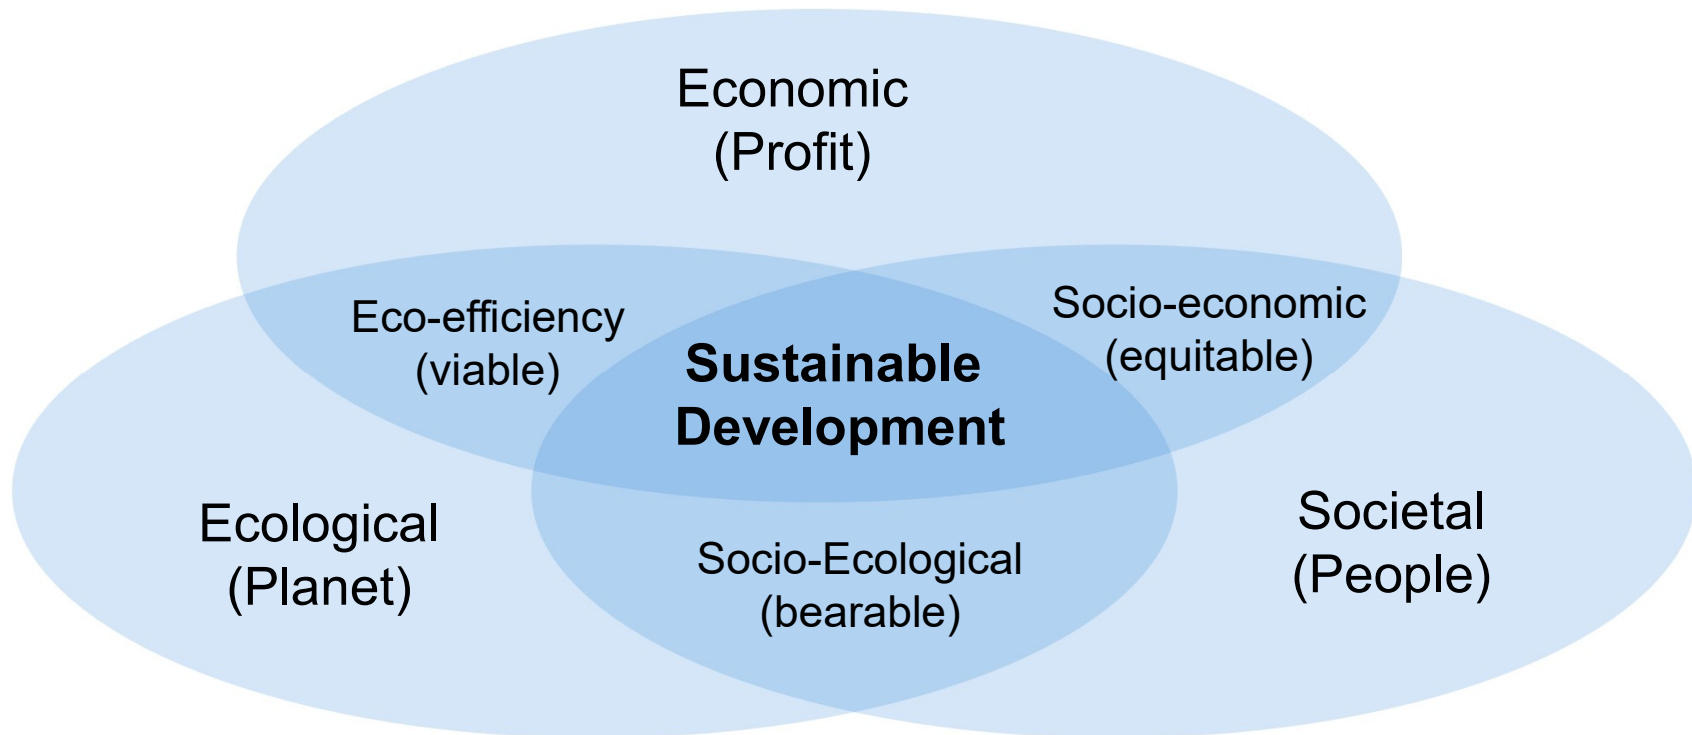 Economic
(Profit)
Eco-efficiency
(viable)
Socio-economic
(equitable)
Sustainable
Development
Ecological
(Planet)
Socio-Ecological
(bearable)
Societal
(People)